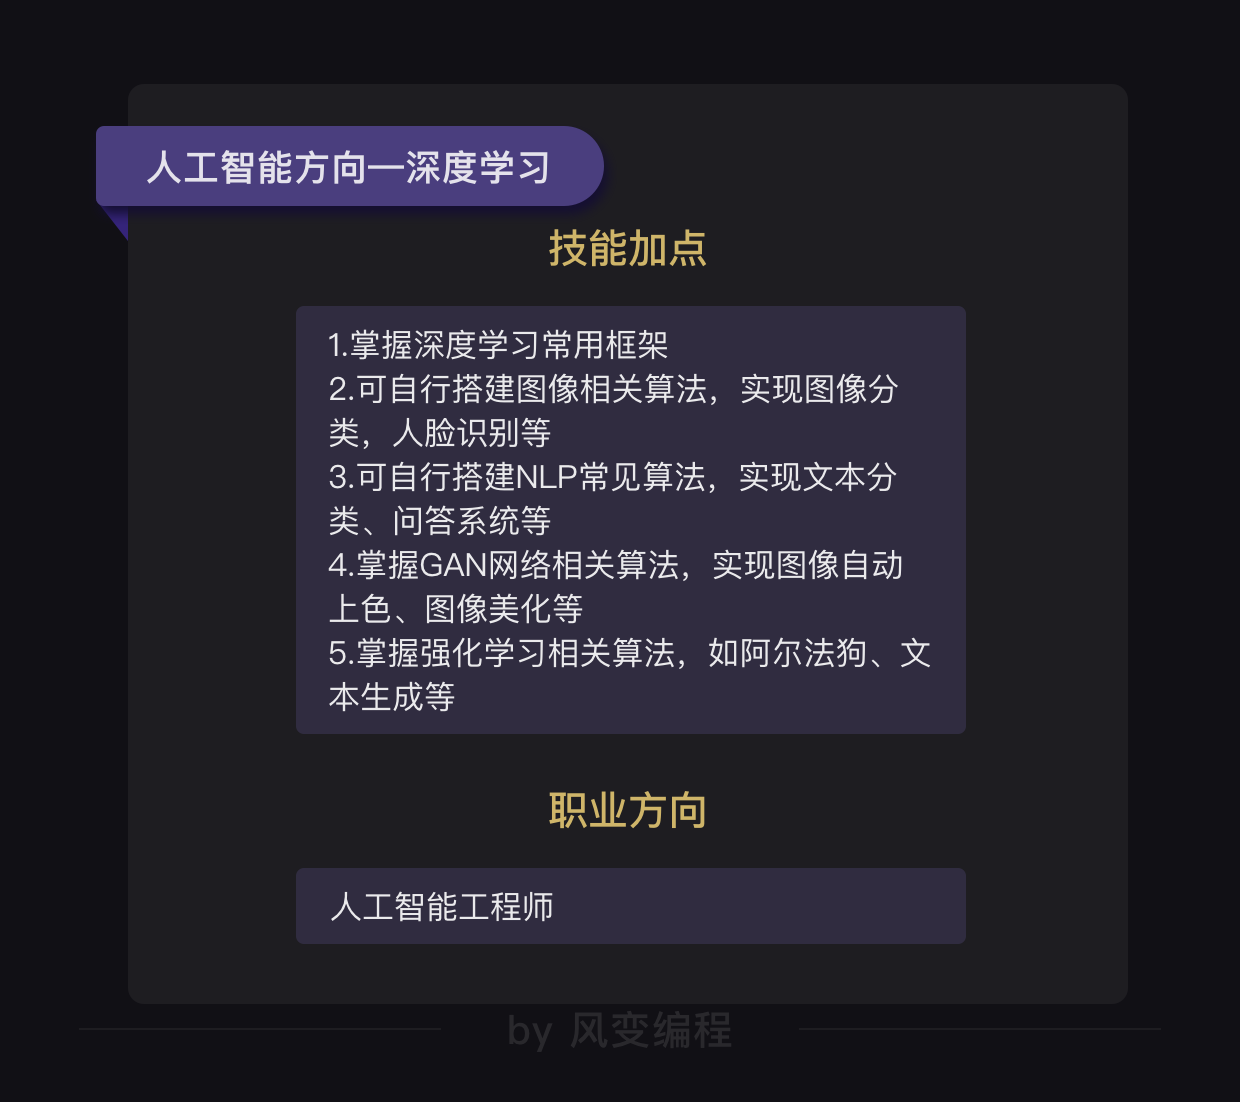 人工智能方向—深度学习
技能加点
1.掌握深度学习常用框架
2.可自行搭建图像相关算法，实现图像分
类，人脸识别等
3.可自行搭建NLP常见算法，实现文本分
类、问答系统等
4.掌握GAN网络相关算法，实现图像自动
上色、图像美化等
5.掌握强化学习相关算法，如阿尔法狗、文
本生成等
职业方向
人工智能工程师
by 风变编程